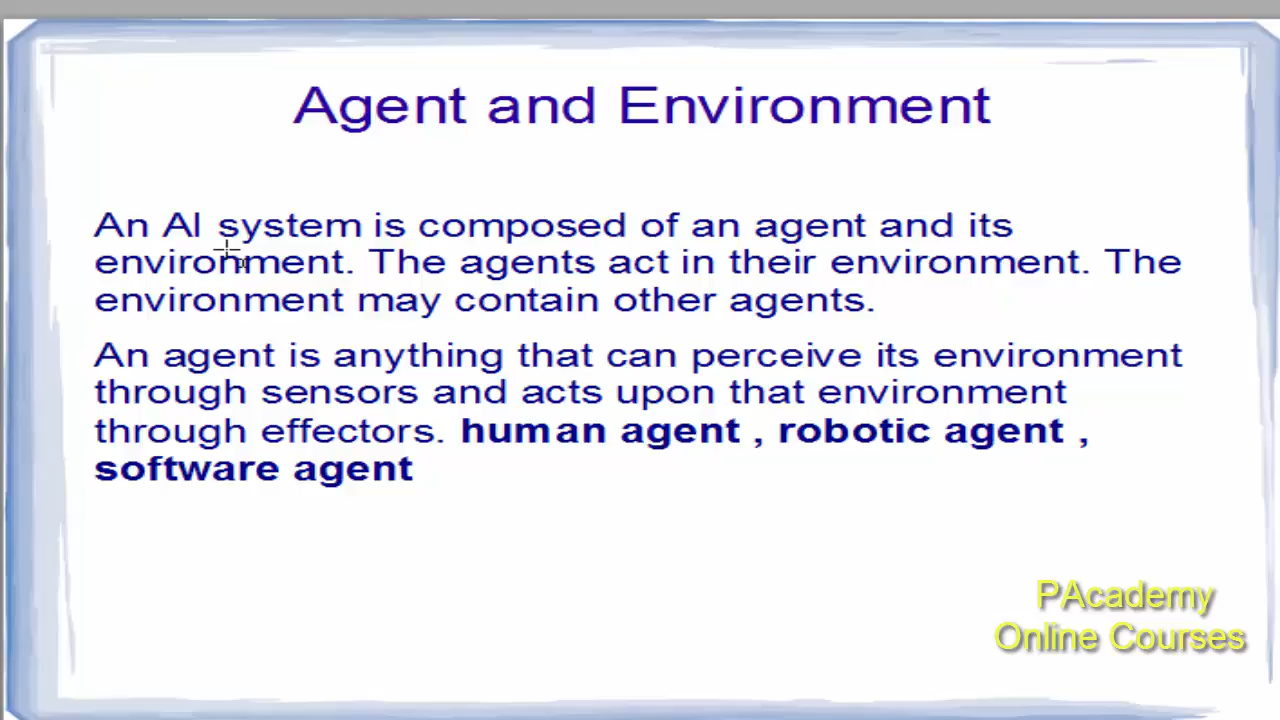 Agent and Environment
An AI system is composed of an agent and its
environment. The agents act in their environment. The
environment may contain other agents.
An agent is anything that can perceive its environment
through sensors and acts upon that environment
through effectors. human agent , robotic agent ,
software agent
PAcademy
Online Courses